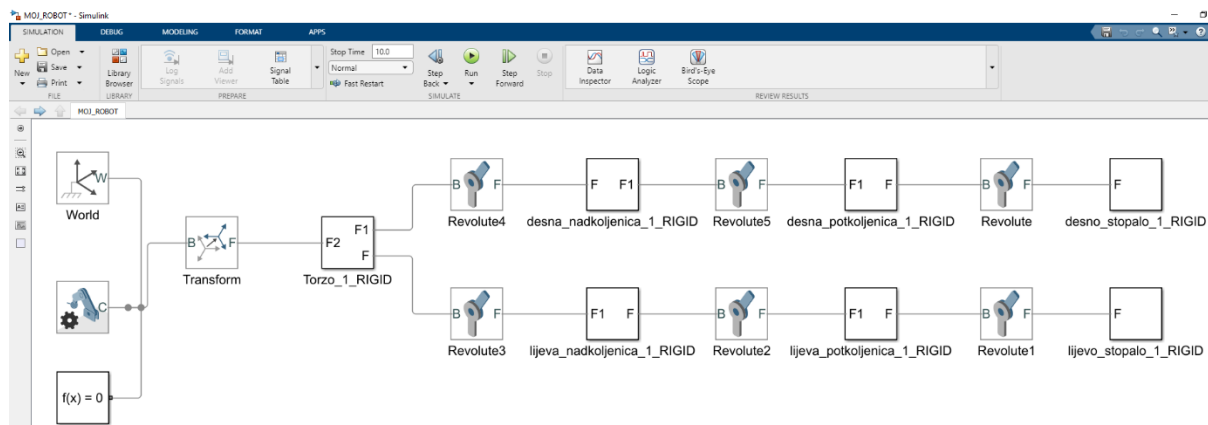 MOJ_ROBOT * - Simulink
SIMULATION DEBUG MODELING FORMAT APPS
New
Open
Save
Print
FILE
Library Browser
LIBRARY
Log Signals
Add Viewer
Signal Table
PREPARE
Stop Time 10.0
Normal
Fast Restart
Step Back
Run
Step Forward
Stop
SIMULATE
Data Inspector
Logic Analyzer
Bird's-Eye Scope
REVIEW RESULTS
MOJ_ROBOT
W
World
C
f(x) = 0
B F
Transform
F2 F1
F
Torzo_1_RIGID
B F
Revolute4
F F1
desna_nadkoljenica_1_RIGID
B F
Revolute5
F1 F
desna_potkoljenica_1_RIGID
B F
Revolute
F
desno_stopalo_1_RIGID
B F
Revolute3
F1 F
lijeva_nadkoljenica_1_RIGID
B F
Revolute2
F1 F
lijeva_potkoljenica_1_RIGID
B F
Revolute1
F
lijevo_stopalo_1_RIGID